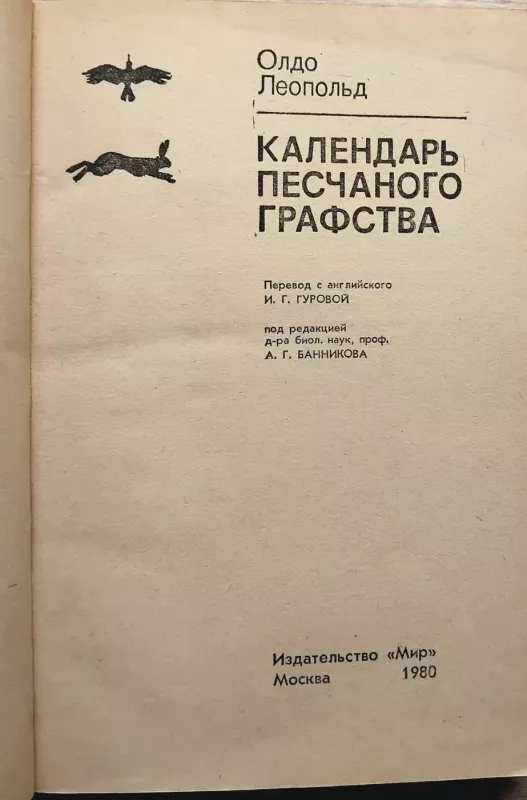 Олдо
Леопольд
КАЛЕНДАРЬ
ПЕСЧАНОГО
ГРАФСТВА
Перевод с английского
И. Г. ГУРОВОЙ
под редакцией
д-ра биол. наук, проф.
А. Г. БАННИКОВА
Издательство «Мир»
Москва 1980